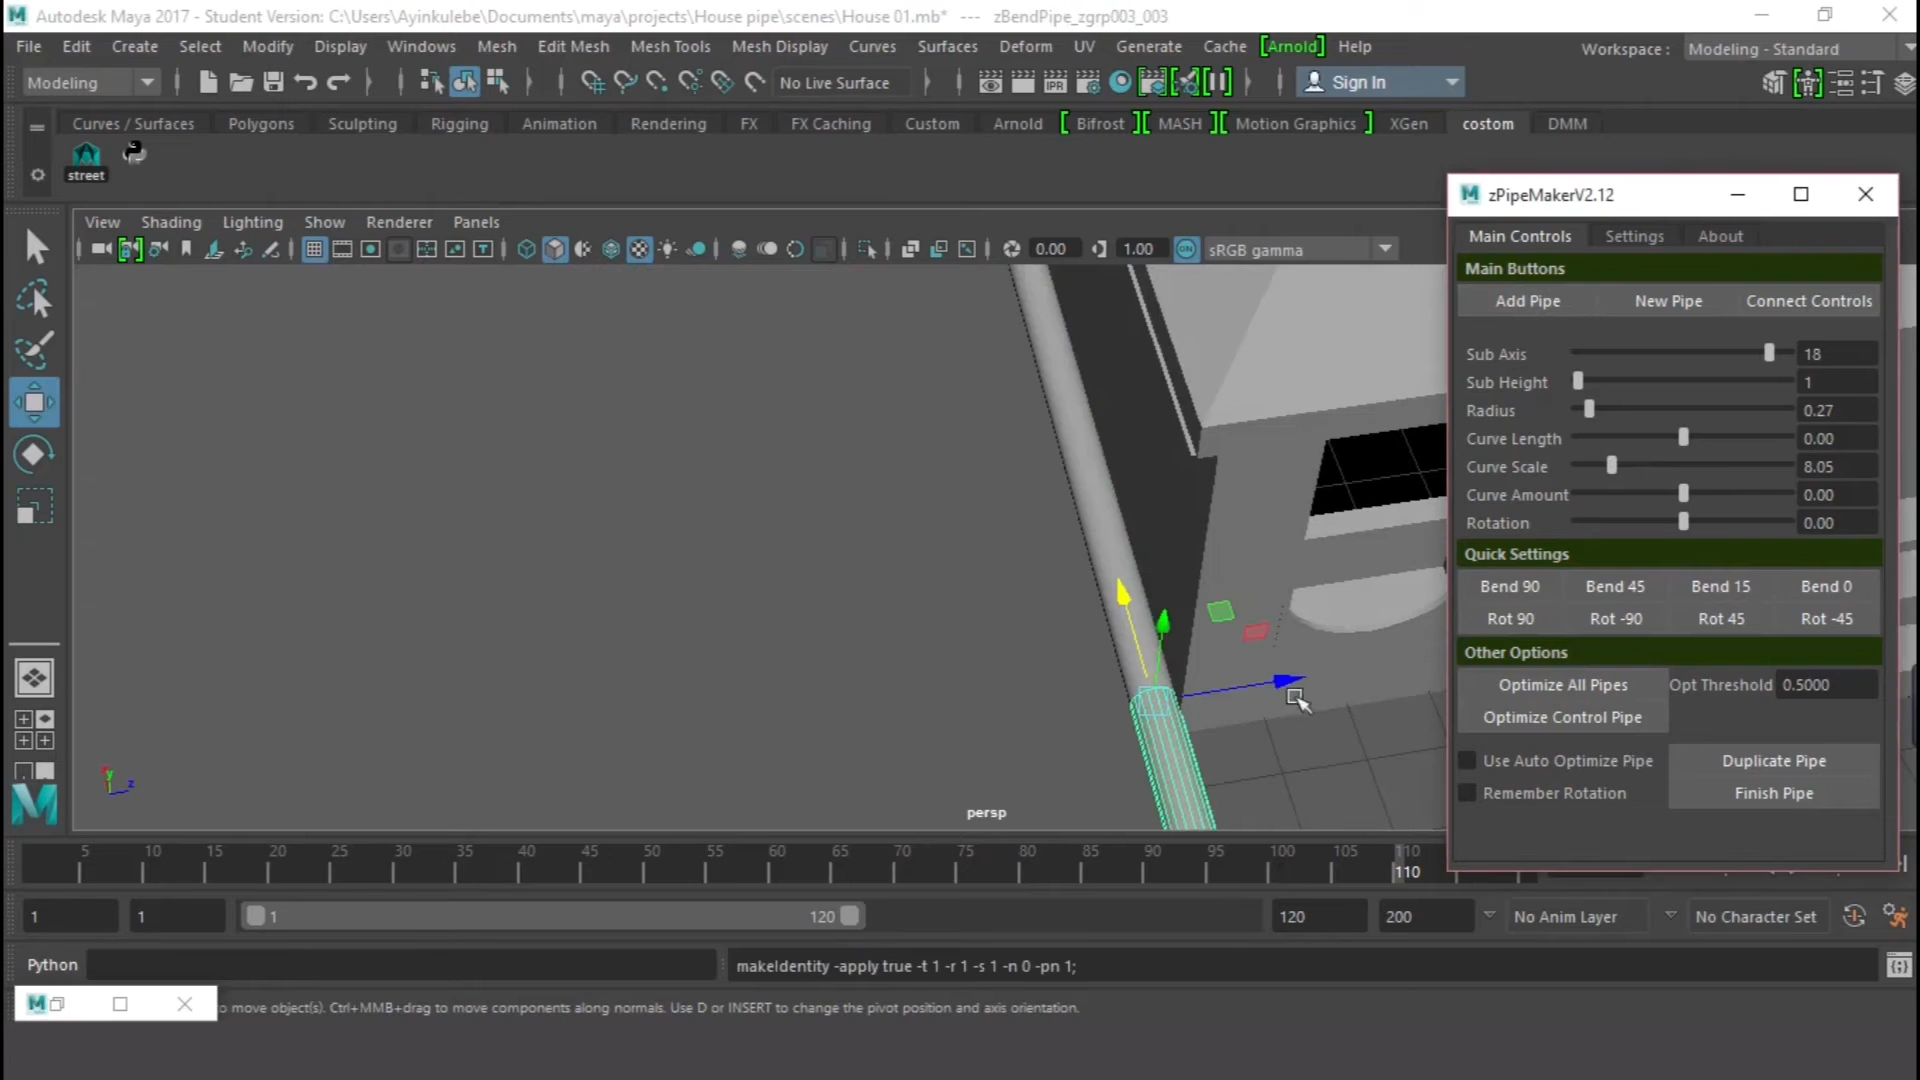 Autodesk Maya 2017 - Student Version: C:\Users\Ayinkulebe\Documents\maya\projects\House pipe\scenes\House 01.mb* --- zBendPipe_zgrp003_003
File Edit Create Select Modify Display Windows Mesh Edit Mesh Mesh Tools Mesh Display Curves Surfaces Deform UV Generate Cache [Arnold] Help Workspace : Modeling - Standard
Modeling No Live Surface IPR Sign In
Curves / Surfaces Polygons Sculpting Rigging Animation Rendering FX FX Caching Custom Arnold [ Bifrost ][ MASH ][ Motion Graphics ] XGen costom DMM
street
zPipeMakerV2.12
View Shading Lighting Show Renderer Panels
0.00 1.00 ON sRGB gamma
Main Controls Settings About
Main Buttons
Add Pipe New Pipe Connect Controls
Sub Axis 18
Sub Height 1
Radius 0.27
Curve Length 0.00
Curve Scale 8.05
Curve Amount 0.00
Rotation 0.00
Quick Settings
Bend 90 Bend 45 Bend 15 Bend 0
Rot 90 Rot -90 Rot 45 Rot -45
Other Options
Optimize All Pipes Opt Threshold 0.5000
Optimize Control Pipe
Use Auto Optimize Pipe Duplicate Pipe
Remember Rotation Finish Pipe
y z
persp
5 10 15 20 25 30 35 40 45 50 55 60 65 70 75 80 85 90 95 100 105 110
110
1 1 1 120 120 200 No Anim Layer No Character Set
Python makeIdentity -apply true -t 1 -r 1 -s 1 -n 0 -pn 1;
o move object(s). Ctrl+MMB+drag to move components along normals. Use D or INSERT to change the pivot position and axis orientation.